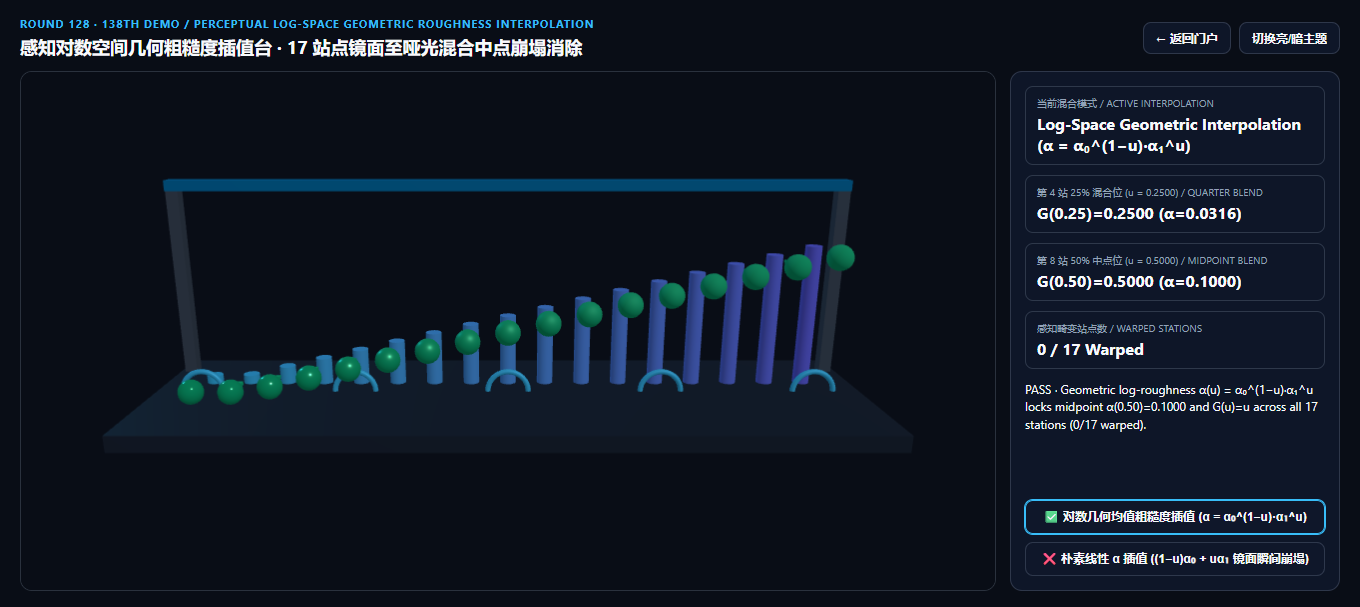 ROUND 128 · 138TH DEMO / PERCEPTUAL LOG-SPACE GEOMETRIC ROUGHNESS INTERPOLATION
感知对数空间几何粗糙度插值台 · 17 站点镜面至哑光混合中点崩塌消除
← 返回门户
切换亮/暗主题
当前混合模式 / ACTIVE INTERPOLATION
Log-Space Geometric Interpolation
(α = α₀^(1−u)·α₁^u)
第 4 站 25% 混合位 (u = 0.2500) / QUARTER BLEND
G(0.25)=0.2500 (α=0.0316)
第 8 站 50% 中点位 (u = 0.5000) / MIDPOINT BLEND
G(0.50)=0.5000 (α=0.1000)
感知畸变站点数 / WARPED STATIONS
0 / 17 Warped
PASS · Geometric log-roughness α(u) = α₀^(1−u)·α₁^u
locks midpoint α(0.50)=0.1000 and G(u)=u across all 17
stations (0/17 warped).
✅ 对数几何均值粗糙度插值 (α = α₀^(1−u)·α₁^u)
❌ 朴素线性 α 插值 ((1−u)α₀ + uα₁ 镜面瞬间崩塌)